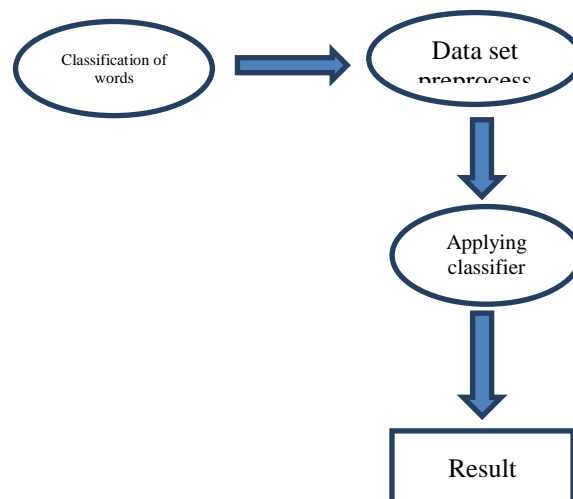 Classification of
words
Data set
preprocess
Applying
classifier
Result